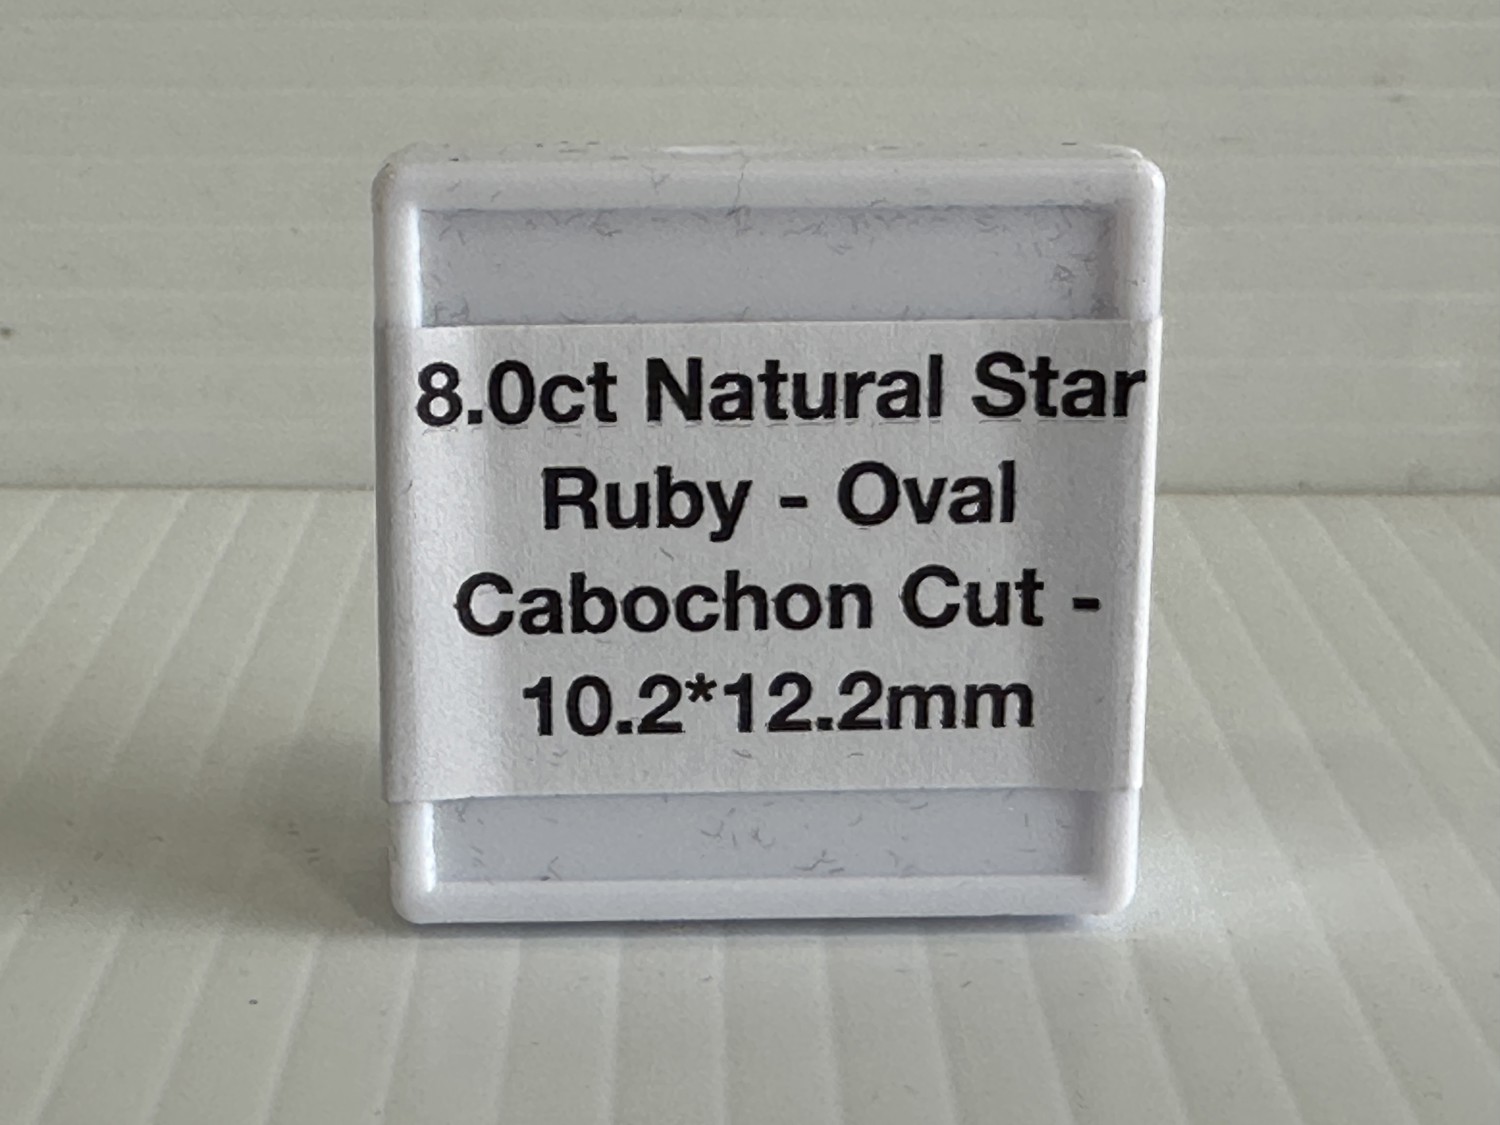 8.0ct Natural Star
Ruby - Oval
Cabochon Cut -
10.2*12.2mm